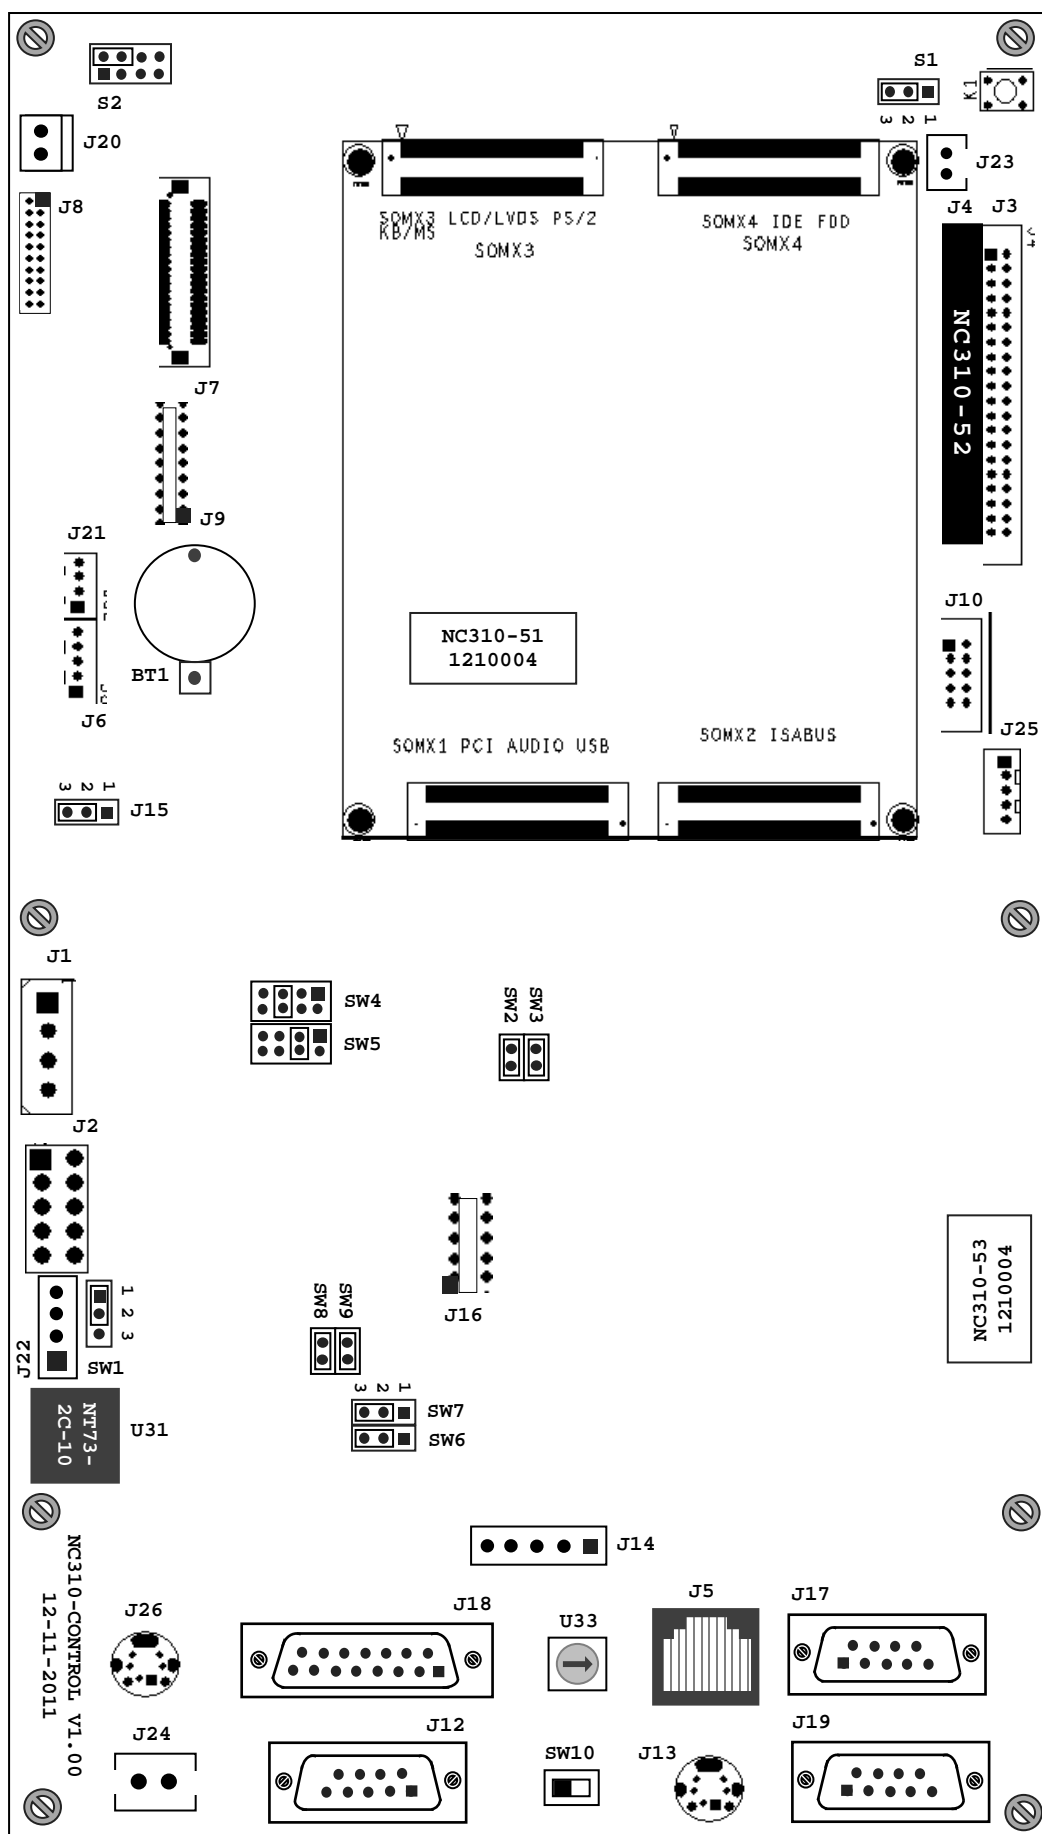 S1
K1
S2
3 2 1
J20
J23
J8
J4 J3
SOMX3 LCD/LVDS PS/2
KB/MS
SOMX3
SOMX4 IDE FDD
SOMX4
NC310-52
J7
J9
J21
J10
NC310-51
1210004
BT1
J6
J25
SOMX1 PCI AUDIO USB
SOMX2 ISABUS
3 2 1
J15
J1
SW4
SW5
SW2
SW3
J2
J16
NC310-53
1210004
1 2 3
SW8
SW9
J22
SW1
3 2 1
NT73-
2C-10
U31
SW7
SW6
J14
NC310-CONTROL V1.00
12-11-2011
J26
J18
U33
J5
J17
J24
J12
SW10
J13
J19